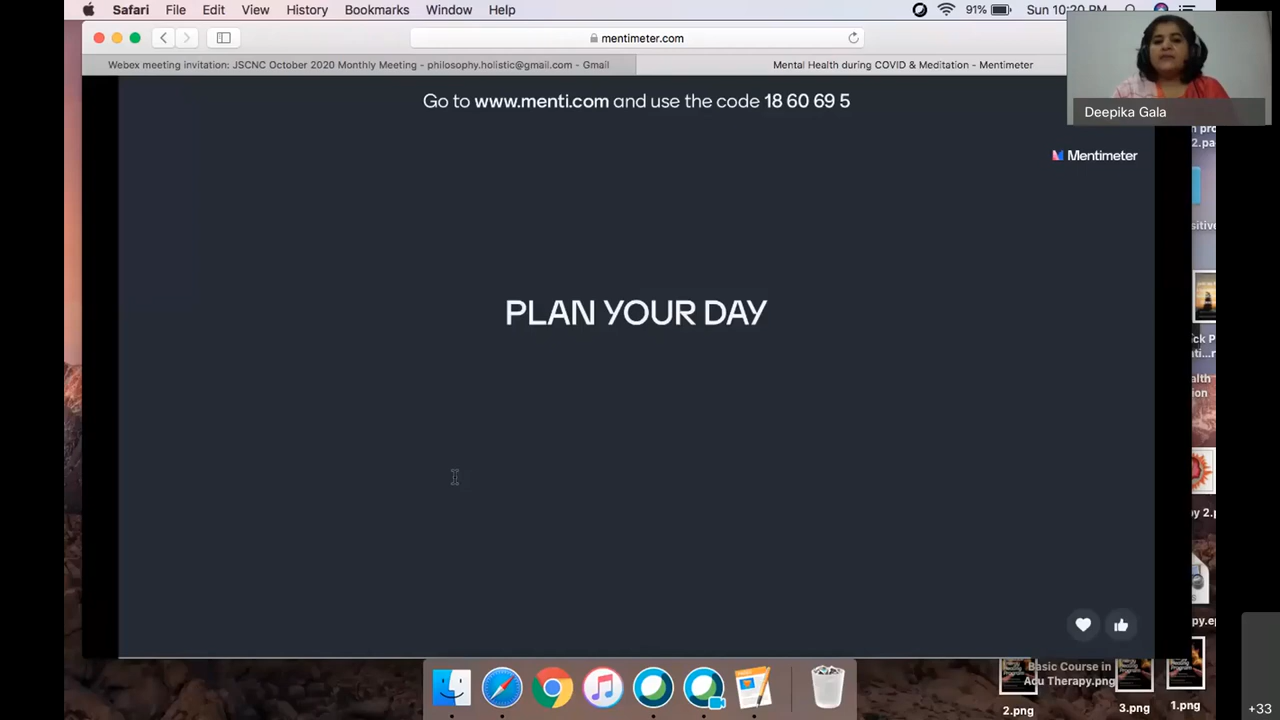 Safari File Edit View History Bookmarks Window Help
91% Sun 10:20 PM
mentimeter.com
Webex meeting invitation: JSCNC October 2020 Monthly Meeting - philosophy.holistic@gmail.com - Gmail
Mental Health during COVID & Meditation - Mentimeter
Go to www.menti.com and use the code 18 60 69 5
Deepika Gala
Mentimeter
PLAN YOUR DAY
Basic Course in
Acu Therapy.png
2.png
3.png
1.png
+33